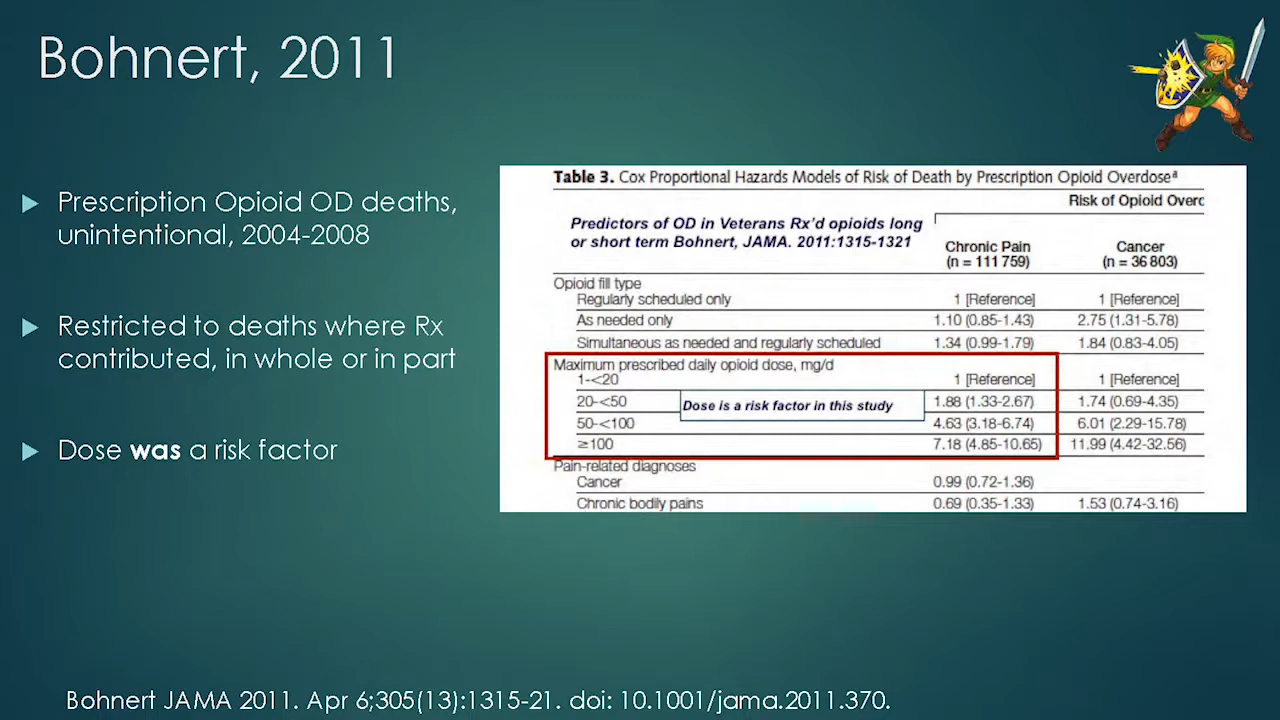 Bohnert, 2011
Prescription Opioid OD deaths,
unintentional, 2004-2008
Restricted to deaths where Rx
contributed, in whole or in part
Dose was a risk factor
Table 3. Cox Proportional Hazards Models of Risk of Death by Prescription Opioid Overdoseª
Risk of Opioid Overd
Predictors of OD in Veterans Rx'd opioids long
or short term Bohnert, JAMA. 2011:1315-1321
Chronic Pain Cancer
(n = 111 759) (n = 36 803)
Opioid fill type
Regularly scheduled only 1 [Reference] 1 [Reference]
As needed only 1.10 (0.85-1.43) 2.75 (1.31-5.78)
Simultaneous as needed and regularly scheduled 1.34 (0.99-1.79) 1.84 (0.83-4.05)
Maximum prescribed daily opioid dose, mg/d
1-<20 1 [Reference] 1 [Reference]
20-<50 Dose is a risk factor in this study 1.88 (1.33-2.67) 1.74 (0.69-4.35)
50-<100 4.63 (3.18-6.74) 6.01 (2.29-15.78)
≥100 7.18 (4.85-10.65) 11.99 (4.42-32.56)
Pain-related diagnoses
Cancer 0.99 (0.72-1.36)
Chronic bodily pains 0.69 (0.35-1.33) 1.53 (0.74-3.16)
Bohnert JAMA 2011. Apr 6;305(13):1315-21. doi: 10.1001/jama.2011.370.